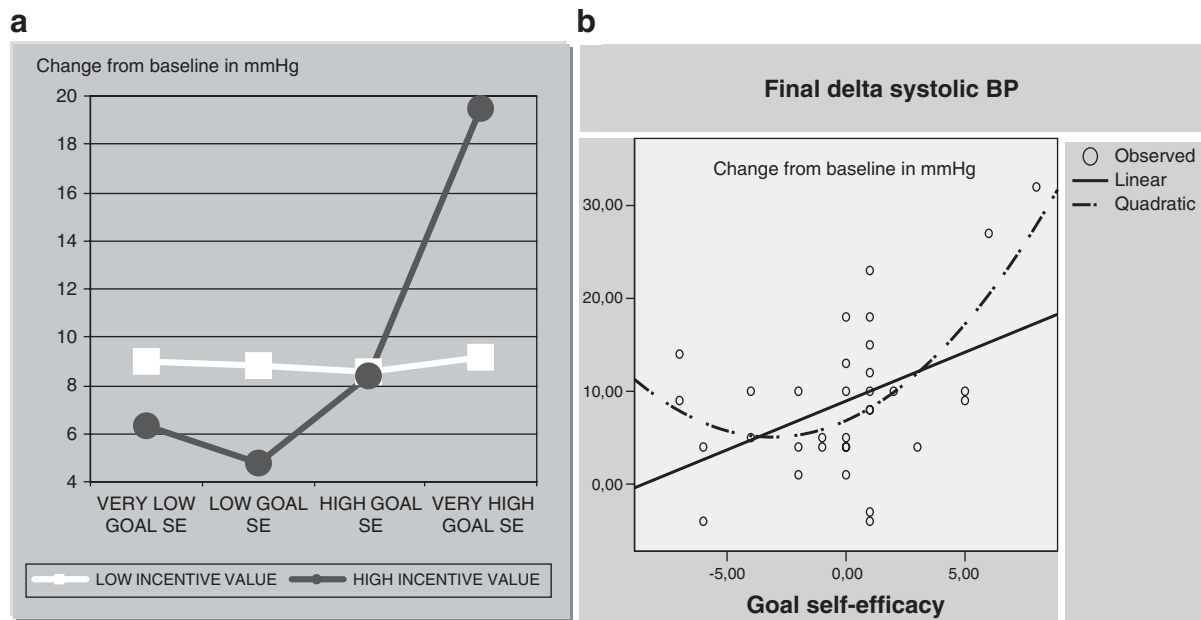 a
Change from baseline in mmHg
20
18
16
14
12
10
8
6
4
VERY LOW GOAL SE
LOW GOAL SE
HIGH GOAL SE
VERY HIGH GOAL SE
LOW INCENTIVE VALUE
HIGH INCENTIVE VALUE
b
Final delta systolic BP
Change from baseline in mmHg
30,00
20,00
10,00
0,00
-5,00
0,00
5,00
Goal self-efficacy
Observed
Linear
Quadratic